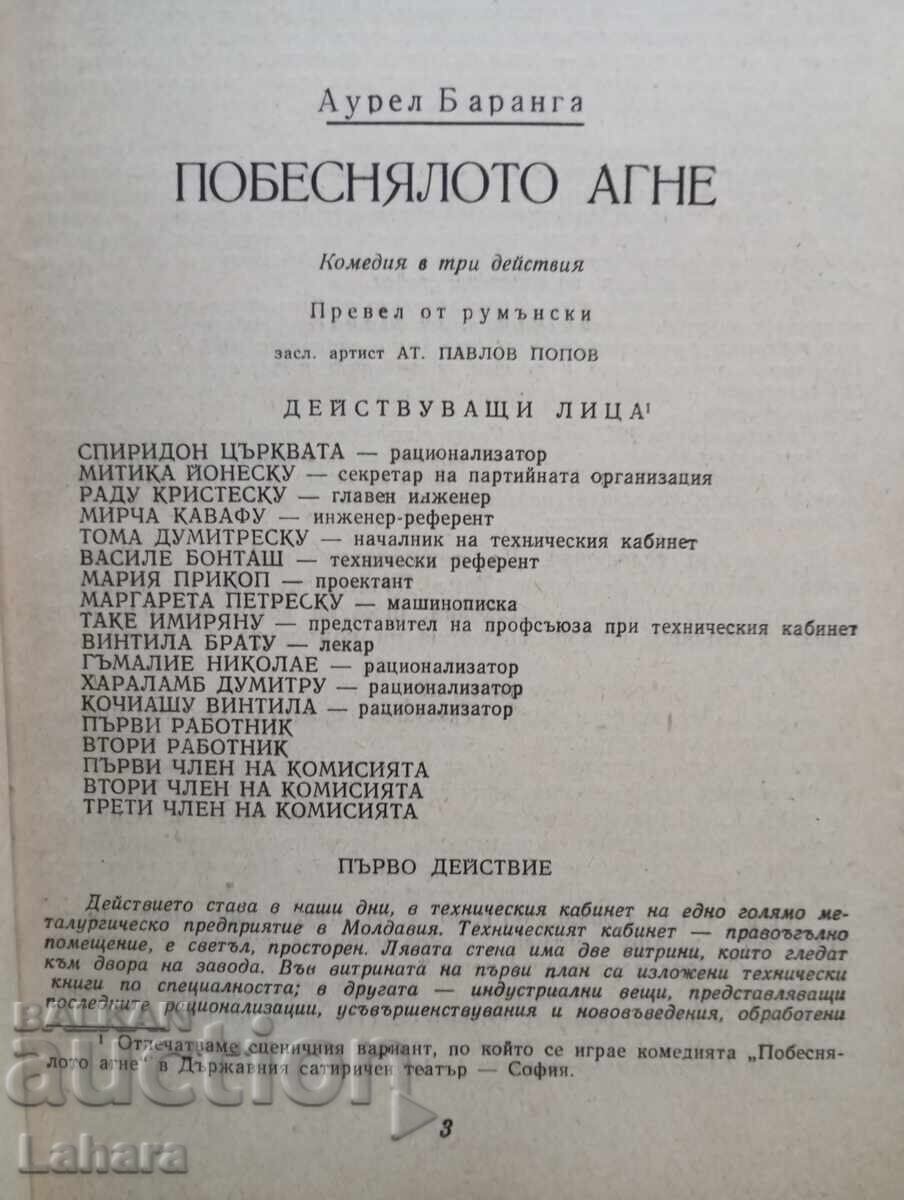 Аурел Баранга
ПОБЕСНЯЛОТО АГНЕ
Комедия в три действия
Превел от румънски
засл. артист АТ. ПАВЛОВ ПОПОВ
ДЕЙСТВУВАЩИ ЛИЦА¹
СПИРИДОН ЦЪРКВАТА — рационализатор
МИТИКА ЙОНЕСКУ — секретар на партийната организация
РАДУ КРИСТЕСКУ — главен инженер
МИРЧА КАВАФУ — инженер-референт
ТОМА ДУМИТРЕСКУ — началник на техническия кабинет
ВАСИЛЕ БОНТАШ — технически референт
МАРИЯ ПРИКОП — проектант
МАРГАРЕТА ПЕТРЕСКУ — машинописка
ТАКЕ ИМИРЯНУ — представител на профсъюза при техническия кабинет
ВИНТИЛА БРАТУ — лекар
ГЪМАЛИЕ НИКОЛАЕ — рационализатор
ХАРАЛАМБ ДУМИТРУ — рационализатор
КОЧИАШУ ВИНТИЛА — рационализатор
ПЪРВИ РАБОТНИК
ВТОРИ РАБОТНИК
ПЪРВИ ЧЛЕН НА КОМИСИЯТА
ВТОРИ ЧЛЕН НА КОМИСИЯТА
ТРЕТИ ЧЛЕН НА КОМИСИЯТА
ПЪРВО ДЕЙСТВИЕ
Действието става в наши дни, в техническия кабинет на едно голямо ме-
талургическо предприятие в Молдавия. Техническият кабинет — правоъгълно
помещение, е светъл, просторен. Лявата стена има две витрини, които гледат
към двора на завода. Във витрината на първи план са изложени технически
книги по специалността; в другата — индустриални вещи, представляващи
последните рационализации, усъвършенствувания и нововъведения, обработени
¹ Отпечатваме сценичния вариант, по който се играе комедията „Побесня-
лото агне“ в Държавния сатиричен театър — София.
3
BALKAN
auction
Lahara